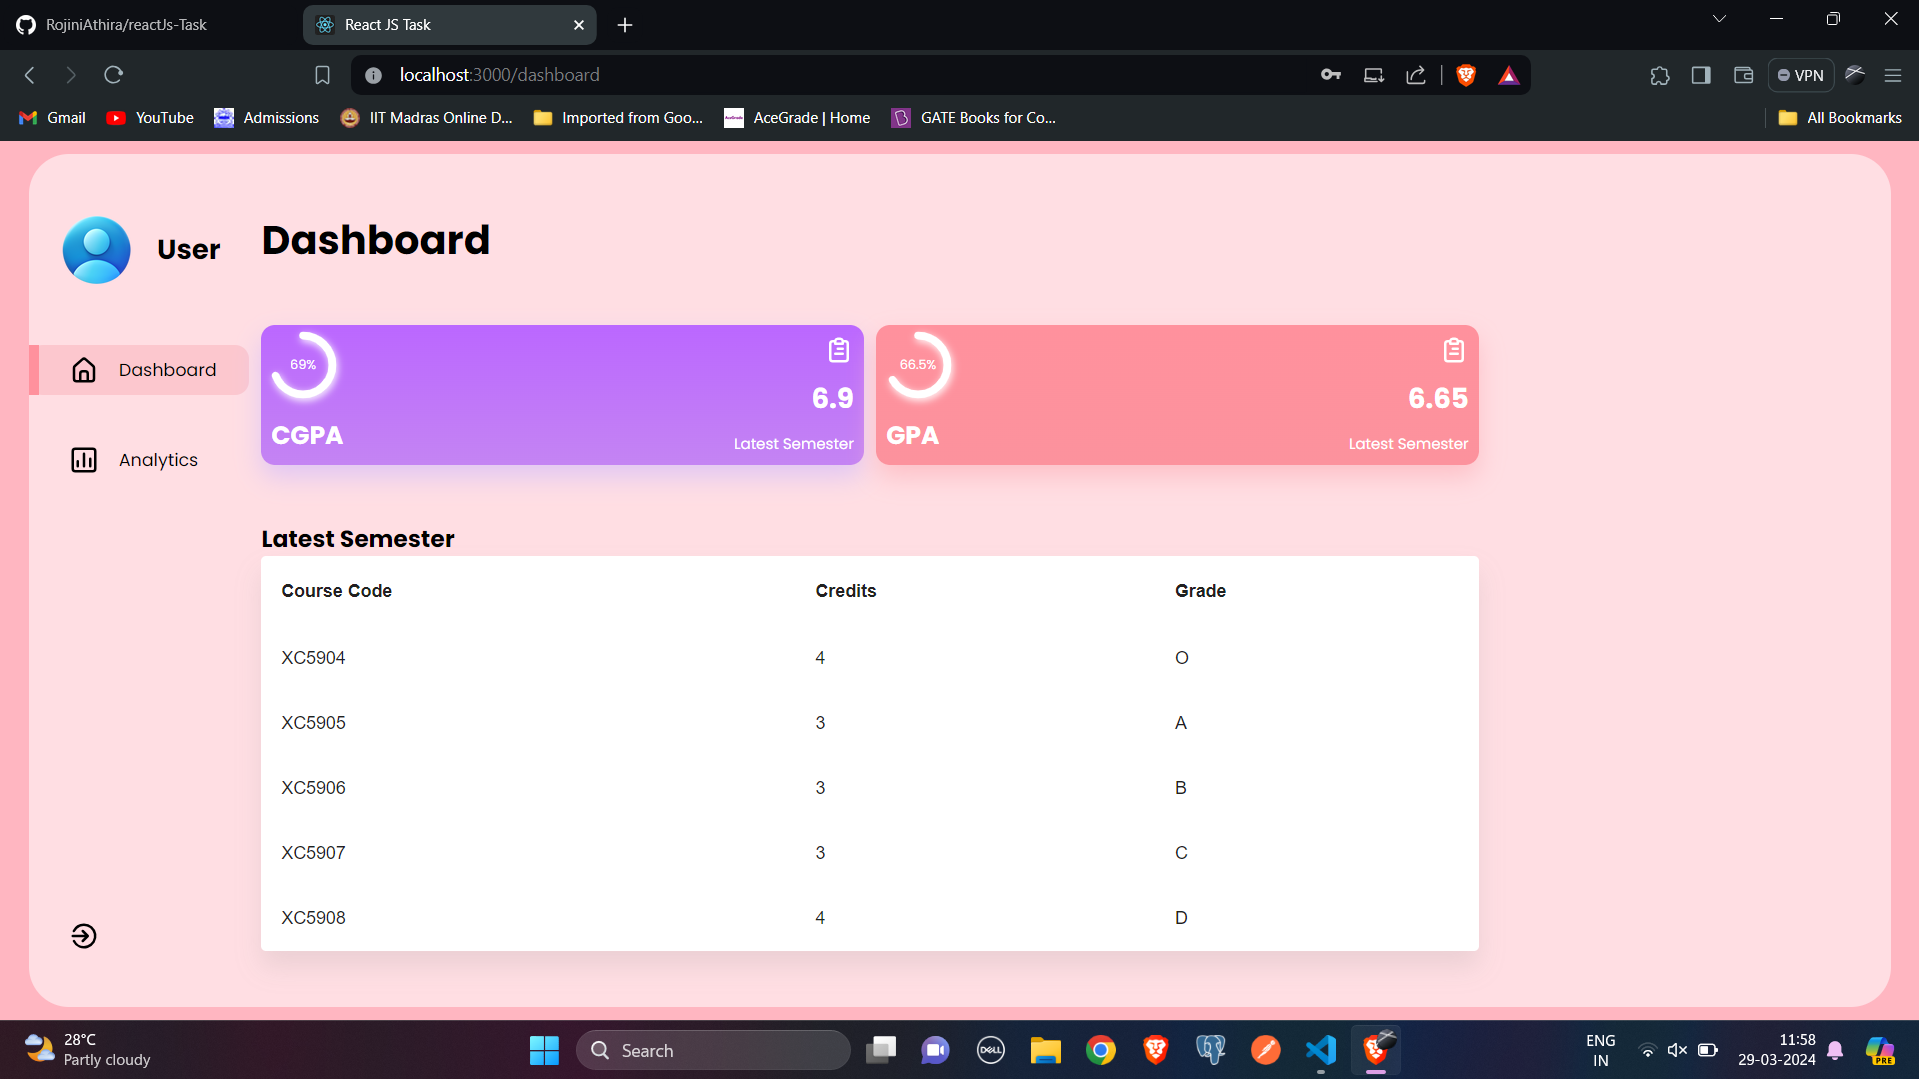 RojiniAthira/reactJs-Task
React JS Task
localhost:3000/dashboard
VPN
Gmail
YouTube
Admissions
IIT Madras Online D...
Imported from Goo...
AceGrade | Home
GATE Books for Co...
All Bookmarks
User
Dashboard
Dashboard
Analytics
69%
6.9
CGPA
Latest Semester
66.5%
6.65
GPA
Latest Semester
Latest Semester
Course Code Credits Grade
XC5904 4 O
XC5905 3 A
XC5906 3 B
XC5907 3 C
XC5908 4 D
28°C
Partly cloudy
Search
DELL
ENG
IN
11:58
29-03-2024
PRE